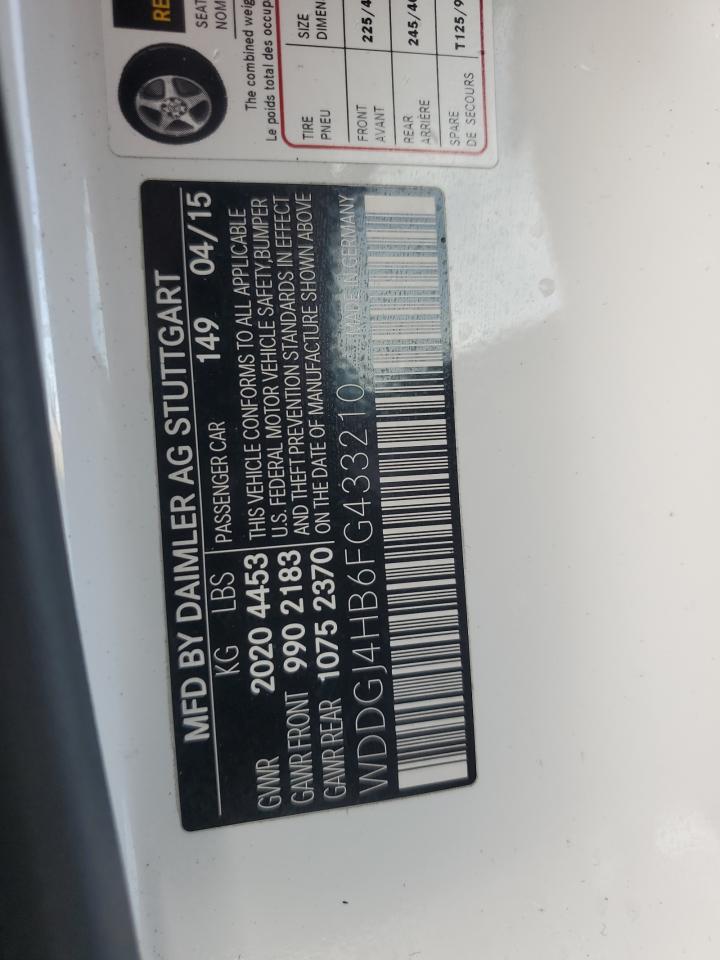 MFD BY DAIMLER AG STUTTGART
KG LBS PASSENGER CAR 149 04/15
GVWR 2020 4453 THIS VEHICLE CONFORMS TO ALL APPLICABLE
GAWR FRONT 990 2183 U.S. FEDERAL MOTOR VEHICLE SAFETY,BUMPER
GAWR REAR 1075 2370 AND THEFT PREVENTION STANDARDS IN EFFECT
ON THE DATE OF MANUFACTURE SHOWN ABOVE
WDDGJ4HB6FG433210 MADE IN GERMANY
RE
SEAT
NOM
The combined weig
Le poids total des occup
TIRE SIZE
PNEU DIMEN
FRONT 225/4
AVANT
REAR 245/40
ARRIÈRE
SPARE T125/9
DE SECOURS